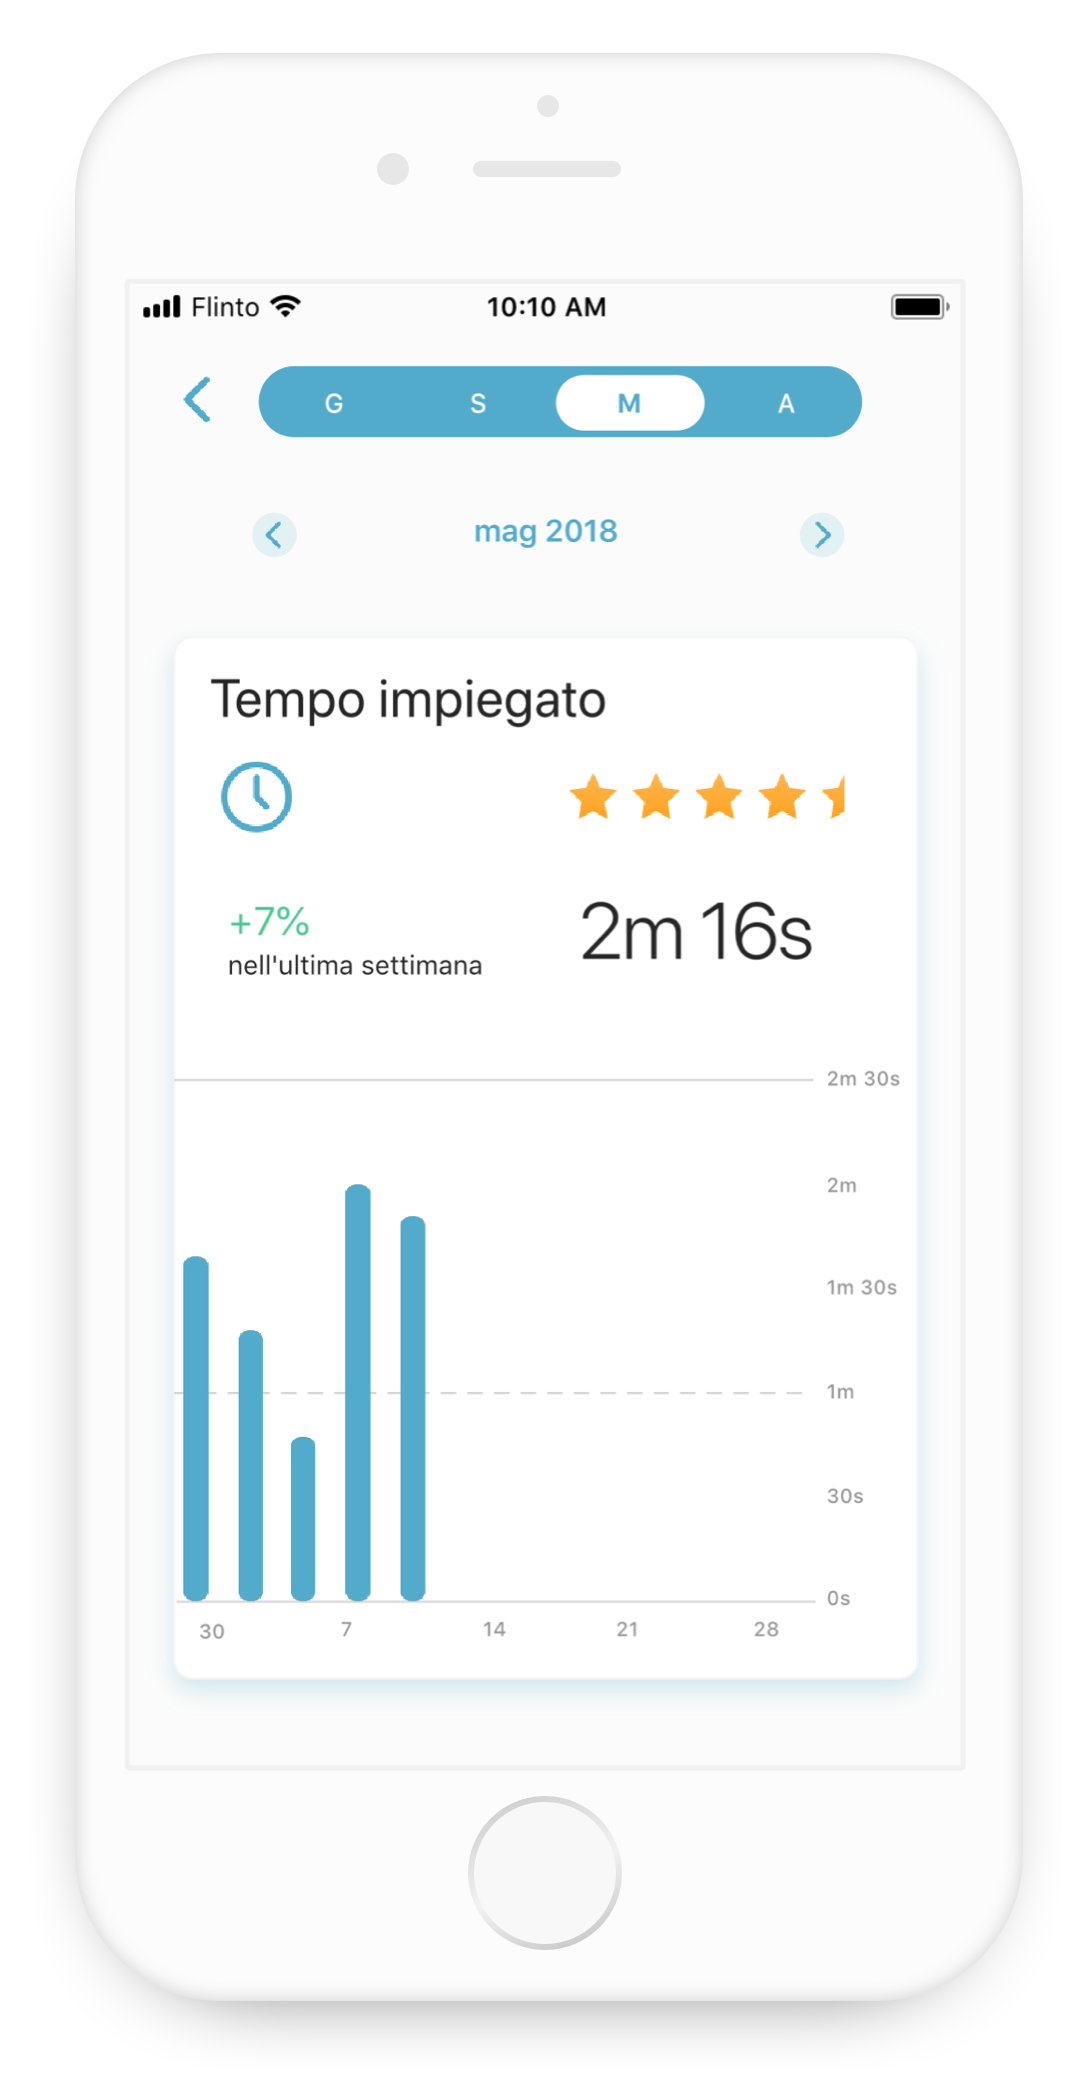 Flinto 10:10 AM
G S M A
mag 2018
Tempo impiegato
+7%
nell'ultima settimana
2m 16s
2m 30s
2m
1m 30s
1m
30s
0s
30 7 14 21 28